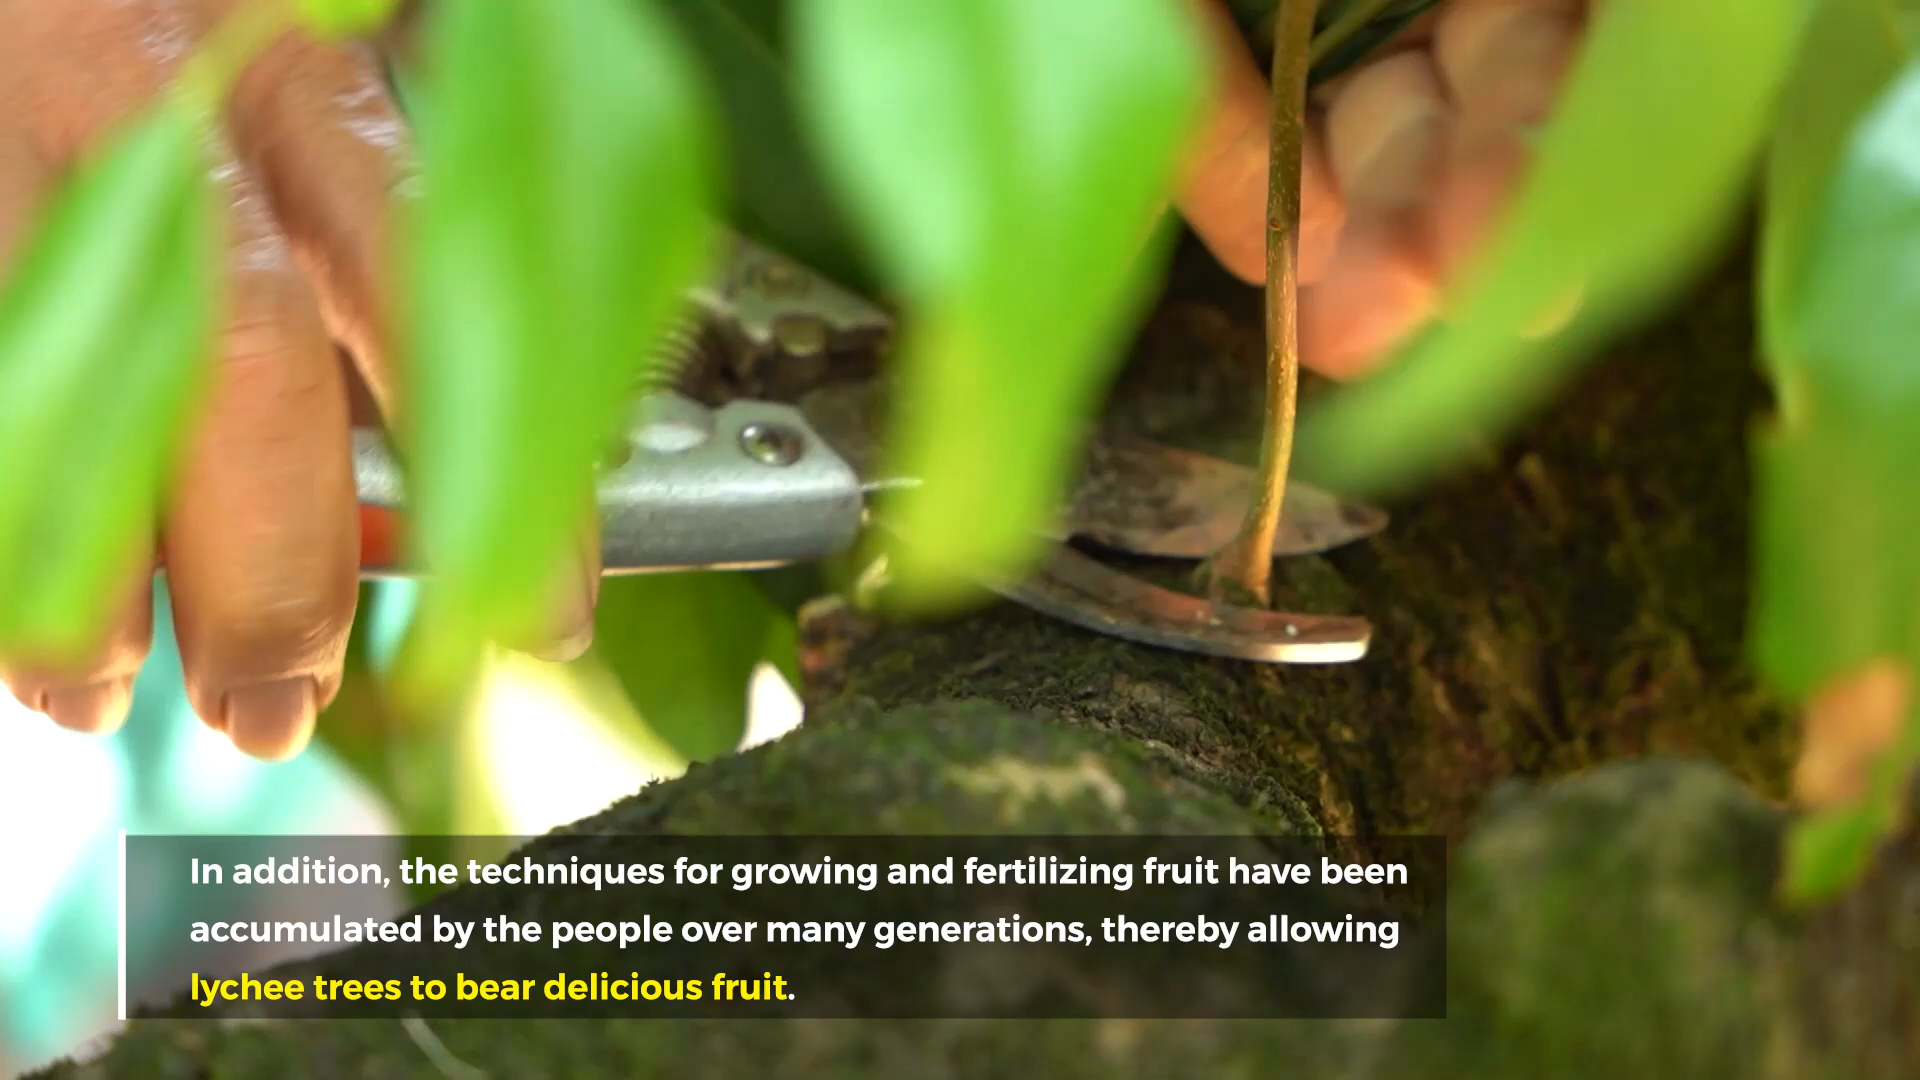 In addition, the techniques for growing and fertilizing fruit have been
accumulated by the people over many generations, thereby allowing
lychee trees to bear delicious fruit.